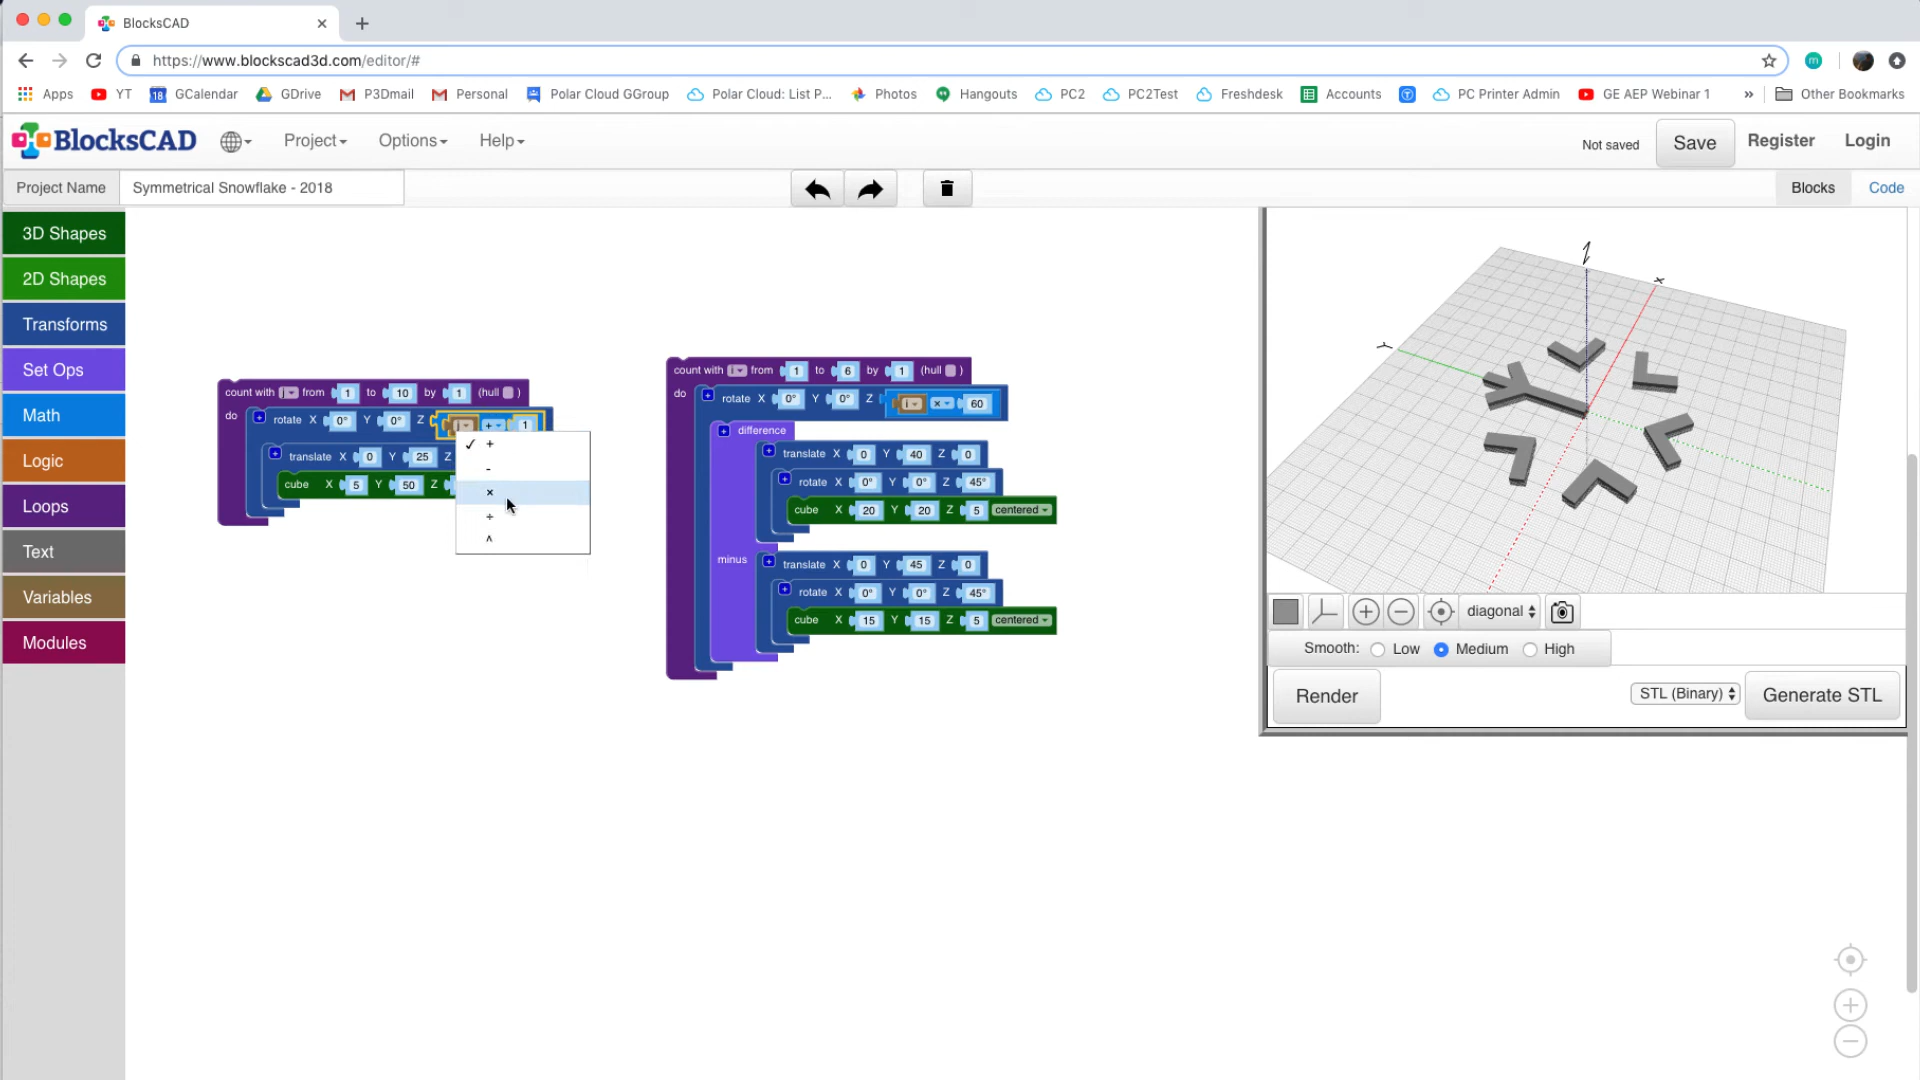 BlocksCAD
https://www.blockscad3d.com/editor/#
Apps YT GCalendar GDrive P3Dmail Personal Polar Cloud GGroup Polar Cloud: List P... Photos Hangouts PC2 PC2Test Freshdesk Accounts PC Printer Admin GE AEP Webinar 1 » Other Bookmarks
BlocksCAD Project Options Help Not saved Save Register Login
Project Name Symmetrical Snowflake - 2018 Blocks Code
3D Shapes
2D Shapes
Transforms
Set Ops
Math
Logic
Loops
Text
Variables
Modules
count with j from 1 to 10 by 1 (hull )
do rotate X 0° Y 0° Z j + 1
translate X 0 Y 25 Z
cube X 5 Y 50 Z
✓ +
-
×
÷
^
count with i from 1 to 6 by 1 (hull )
do rotate X 0° Y 0° Z i × 60
difference
translate X 0 Y 40 Z 0
rotate X 0° Y 0° Z 45°
cube X 20 Y 20 Z 5 centered
minus translate X 0 Y 45 Z 0
rotate X 0° Y 0° Z 45°
cube X 15 Y 15 Z 5 centered
Z
X
Y
diagonal
Smooth: Low Medium High
Render STL (Binary) Generate STL